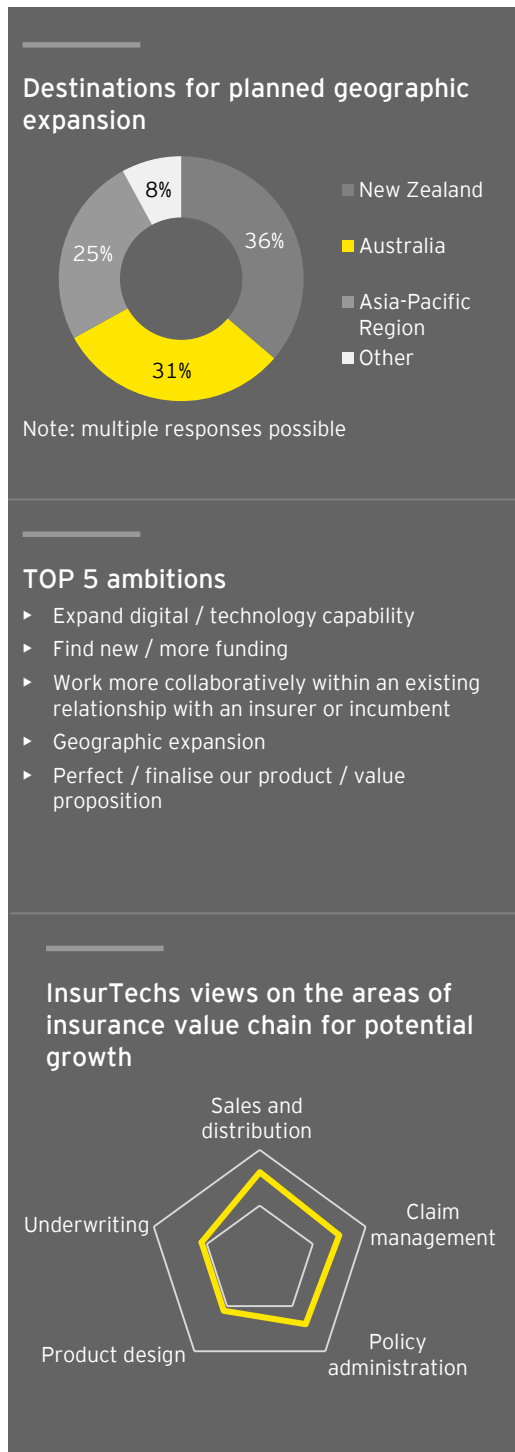 Destinations for planned geographic
expansion
8%
36%
25%
31%
New Zealand
Australia
Asia-Pacific
Region
Other
Note: multiple responses possible
TOP 5 ambitions
► Expand digital / technology capability
► Find new / more funding
► Work more collaboratively within an existing
relationship with an insurer or incumbent
► Geographic expansion
► Perfect / finalise our product / value
proposition
InsurTechs views on the areas of
insurance value chain for potential
growth
Sales and
distribution
Underwriting
Claim
management
Product design
Policy
administration